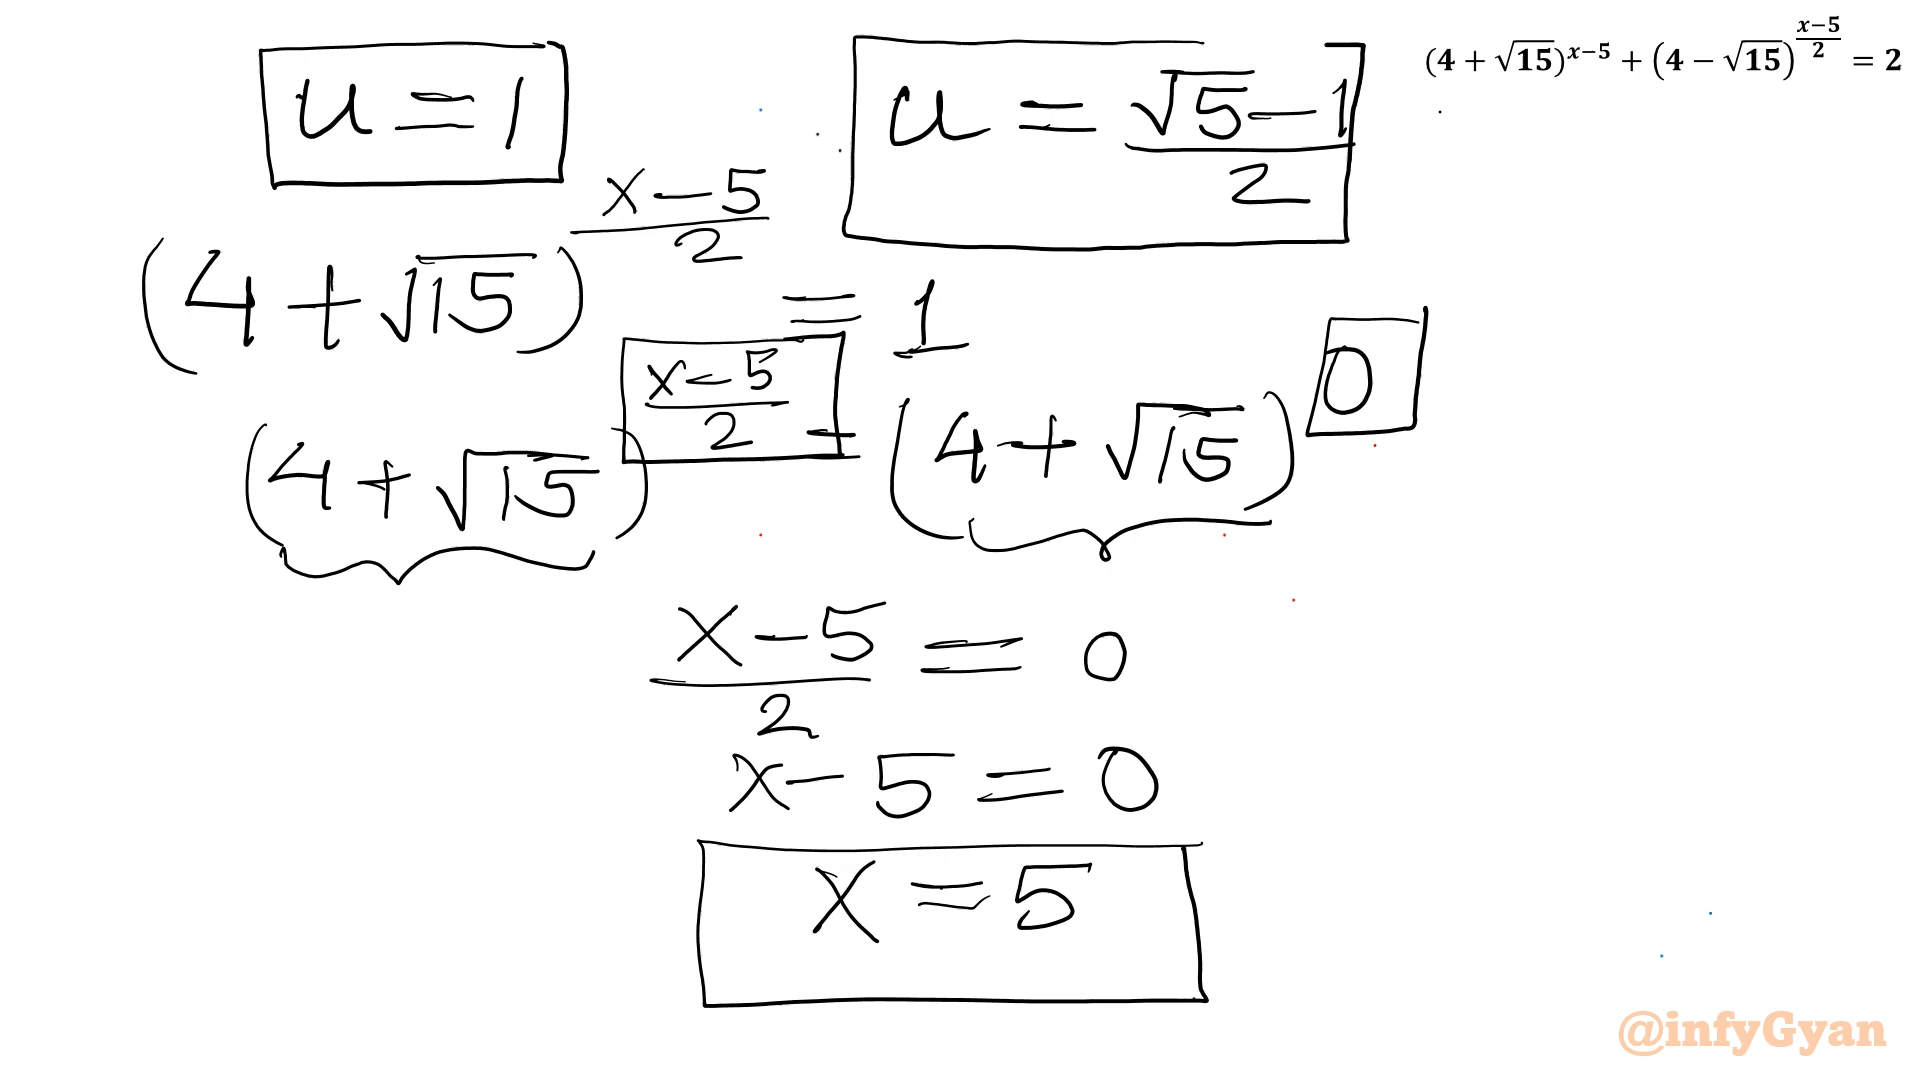 (4 + √15)^(x−5) + (4 − √15)^((x−5)/2) = 2
u = 1
u = (√5 − 1)/2
(4 + √15)^((x−5)/2) = 1
(4 + √15)^((x−5)/2) = (4 + √15)^0
(x − 5)/2 = 0
x − 5 = 0
x = 5
@infyGyan